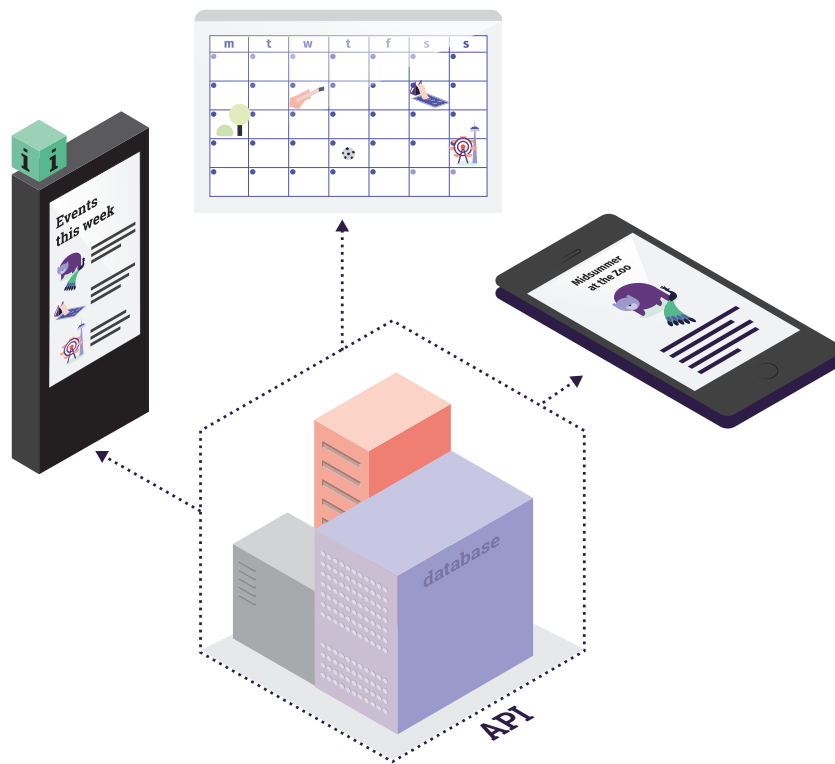 m t w t f s s
i i
Events
this week
Midsummer
at the Zoo
database
API